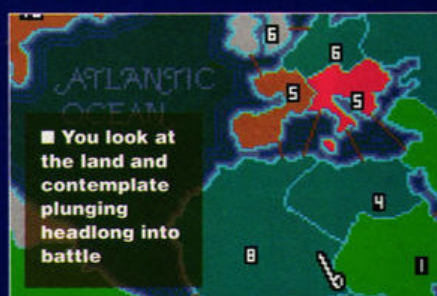 6
6
ATLANTIC
OCEAN
5
5
■ You look at
the land and
contemplate
plunging
headlong into
battle
4
8
1